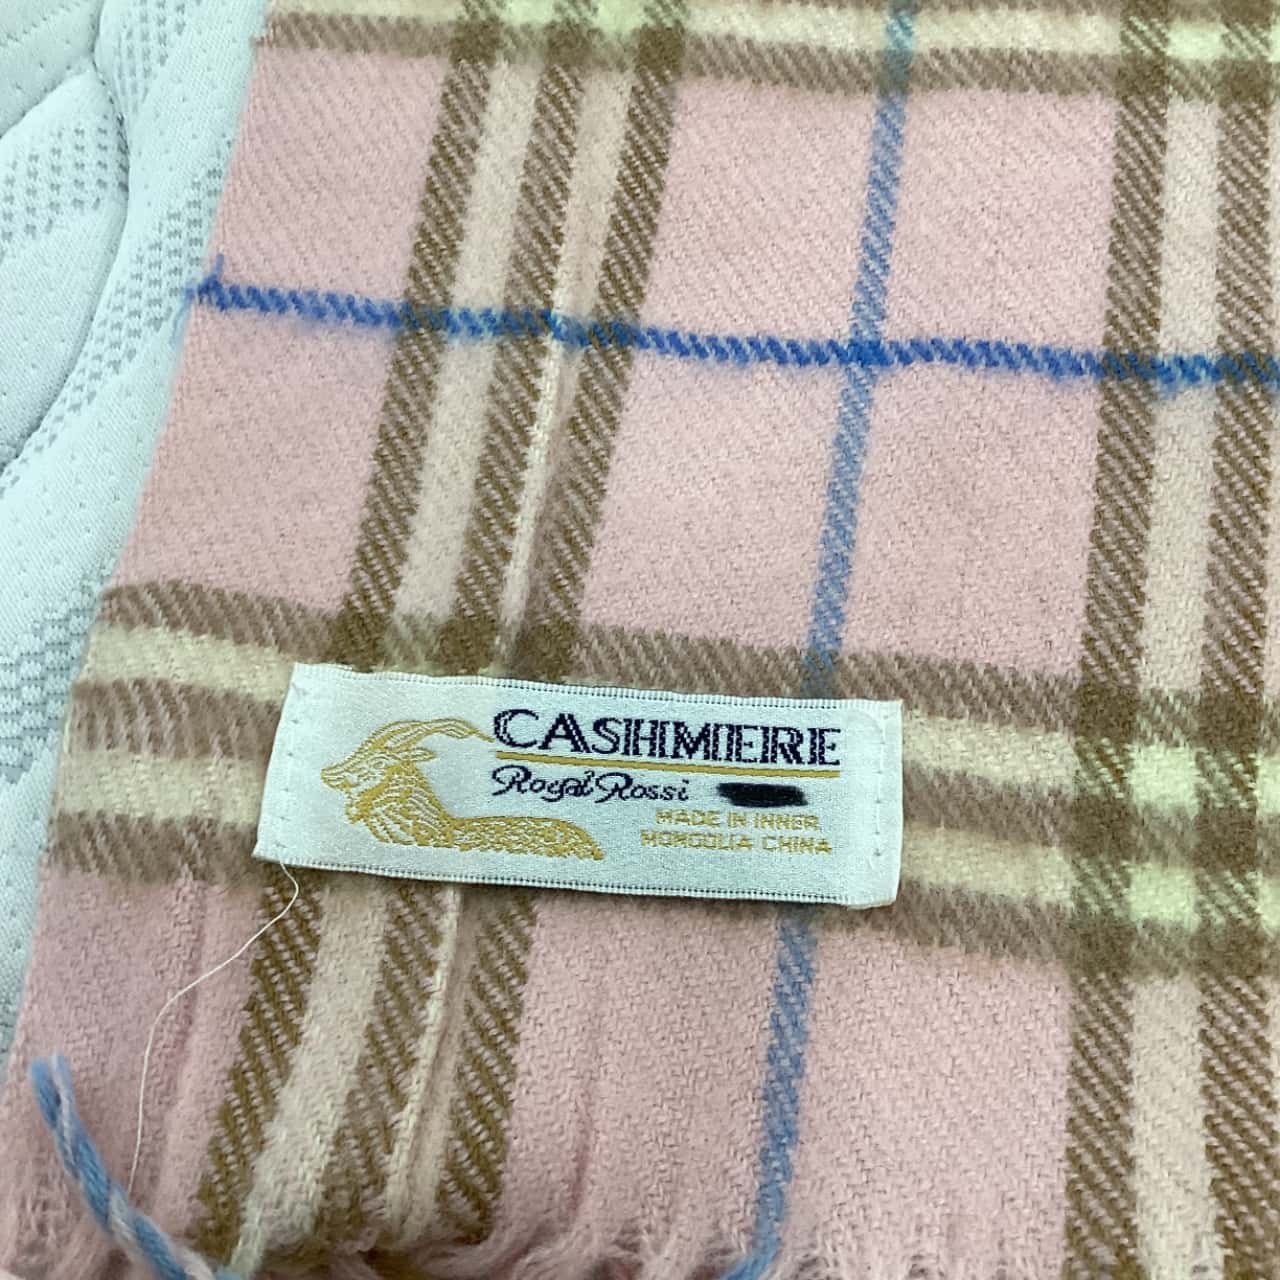 CASHMERE
Royal Rossi
MADE IN INNER
MONGOLIA CHINA